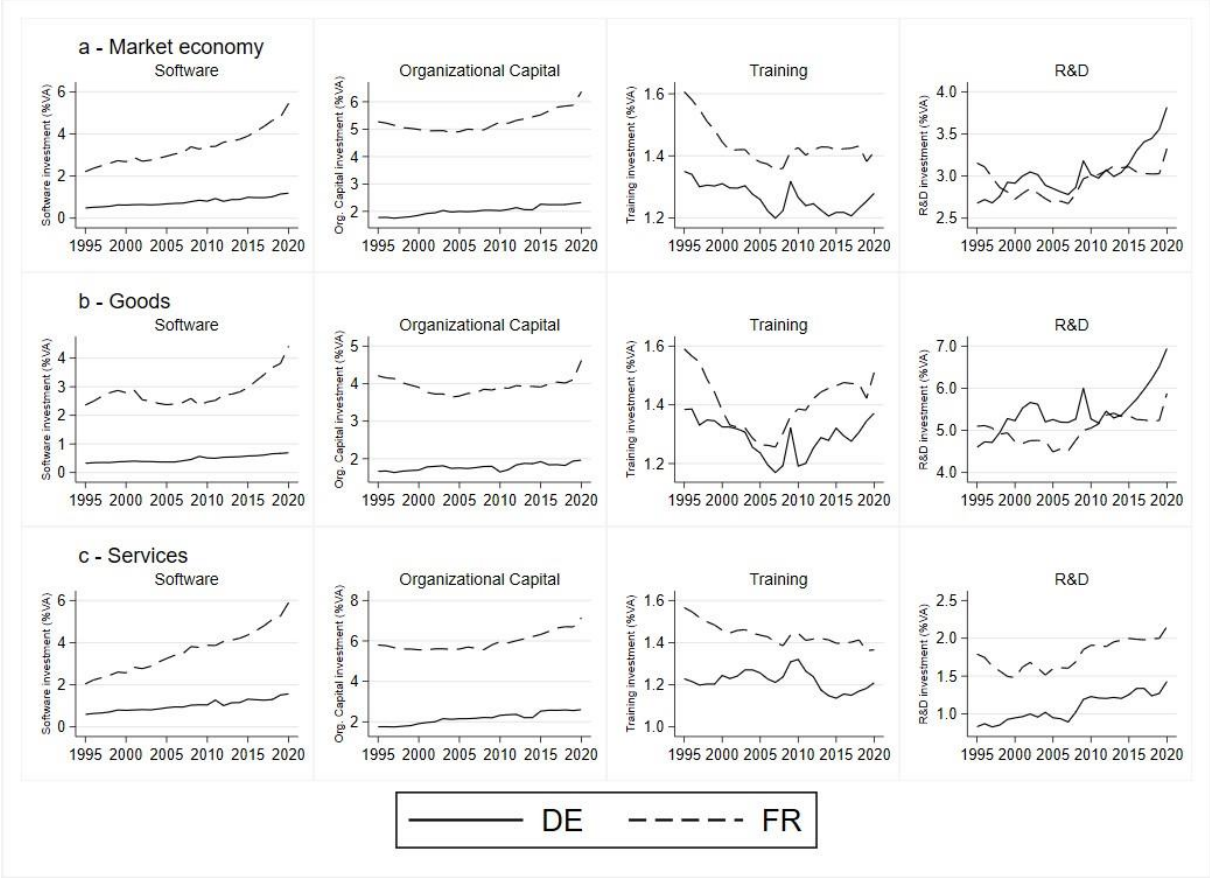 a - Market economy
Software
Organizational Capital
Training
R&D
Software investment (%VA)
6
4
2
0
1995 2000 2005 2010 2015 2020
Org. Capital investment (%VA)
6
5
4
3
2
1995 2000 2005 2010 2015 2020
Training investment (%VA)
1.6
1.4
1.2
1995 2000 2005 2010 2015 2020
R&D investment (%VA)
4.0
3.5
3.0
2.5
1995 2000 2005 2010 2015 2020
b - Goods
Software
Organizational Capital
Training
R&D
Software investment (%VA)
4
3
2
1
0
1995 2000 2005 2010 2015 2020
Org. Capital investment (%VA)
5
4
3
2
1995 2000 2005 2010 2015 2020
Training investment (%VA)
1.6
1.4
1.2
1995 2000 2005 2010 2015 2020
R&D investment (%VA)
7.0
6.0
5.0
4.0
1995 2000 2005 2010 2015 2020
c - Services
Software
Organizational Capital
Training
R&D
Software investment (%VA)
6
4
2
0
1995 2000 2005 2010 2015 2020
Org. Capital investment (%VA)
8
6
4
2
1995 2000 2005 2010 2015 2020
Training investment (%VA)
1.6
1.4
1.2
1.0
1995 2000 2005 2010 2015 2020
R&D investment (%VA)
2.5
2.0
1.5
1.0
1995 2000 2005 2010 2015 2020
DE FR